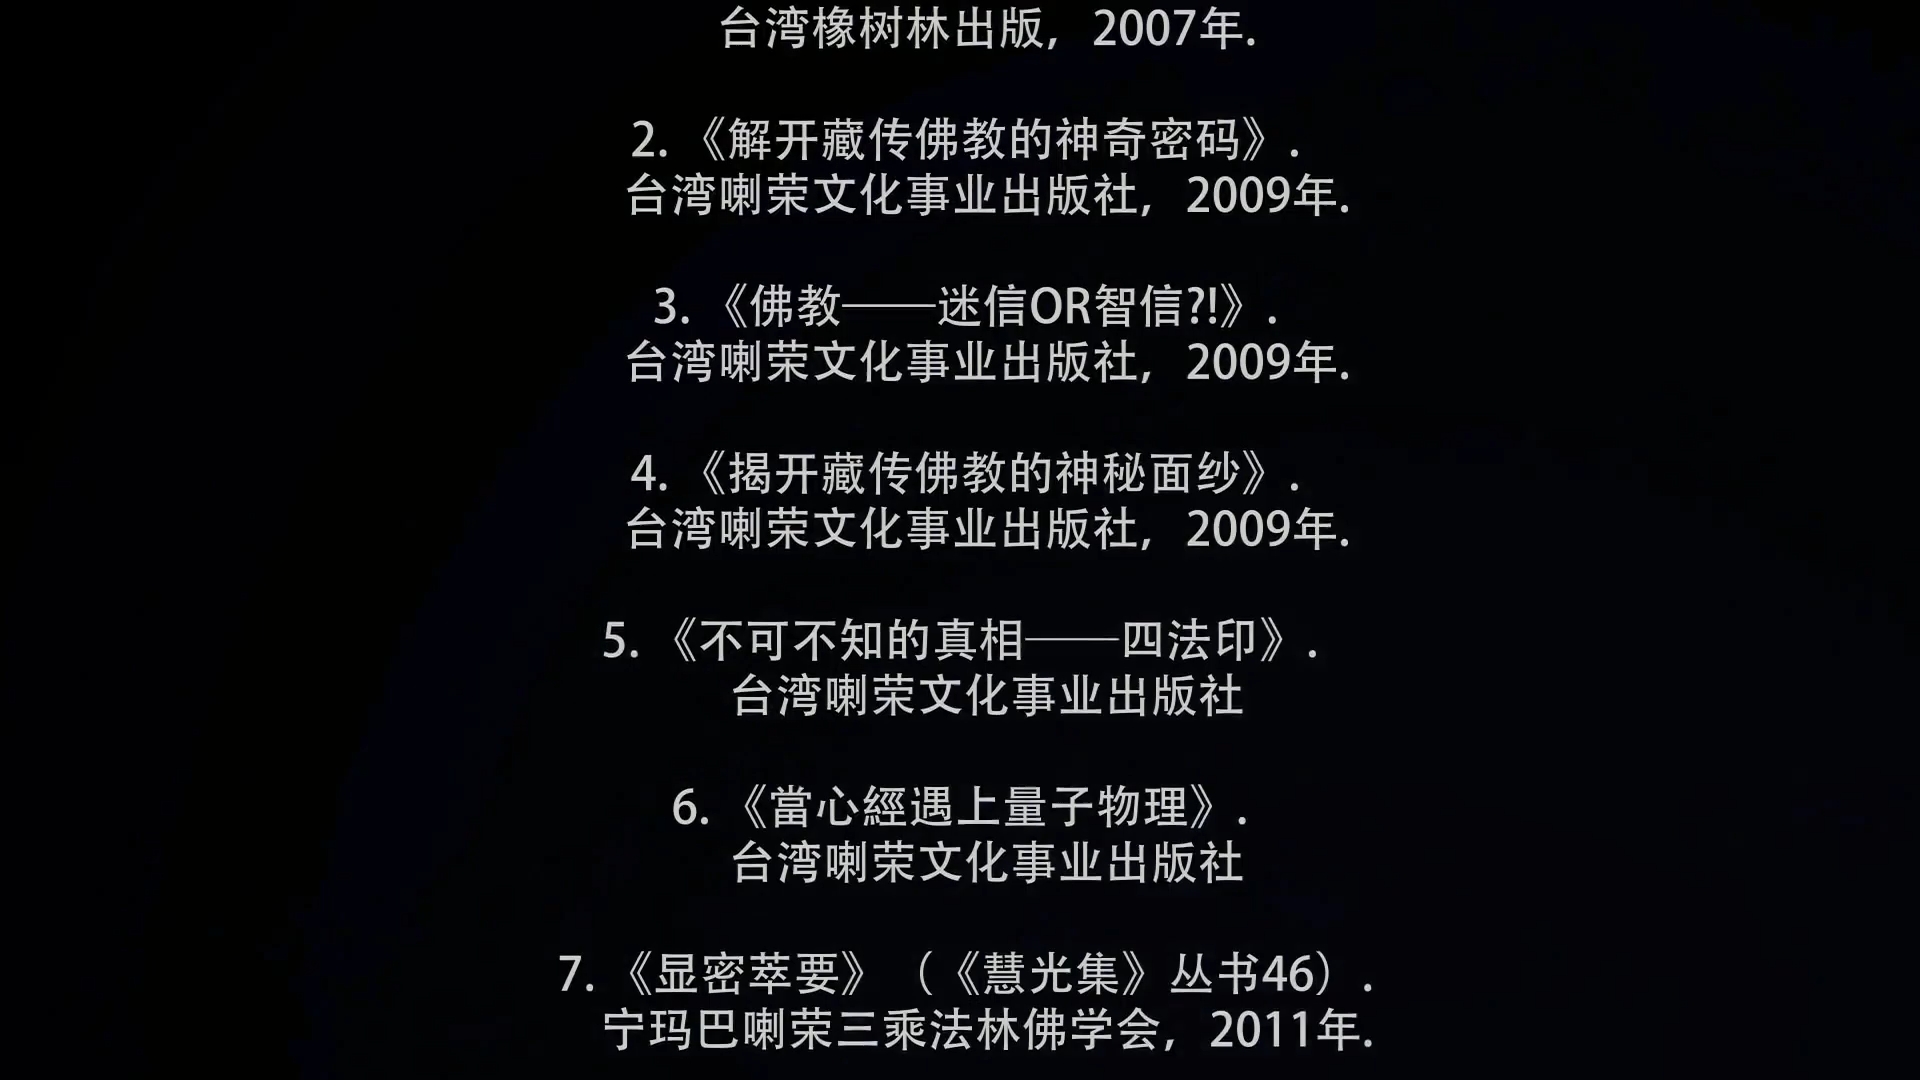 台湾橡树林出版，2007年.
2. 《解开藏传佛教的神奇密码》.
台湾喇荣文化事业出版社，2009年.
3. 《佛教——迷信OR智信?!》.
台湾喇荣文化事业出版社，2009年.
4. 《揭开藏传佛教的神秘面纱》.
台湾喇荣文化事业出版社，2009年.
5. 《不可不知的真相——四法印》.
台湾喇荣文化事业出版社
6. 《當心經遇上量子物理》.
台湾喇荣文化事业出版社
7. 《显密萃要》（《慧光集》丛书46）.
宁玛巴喇荣三乘法林佛学会，2011年.